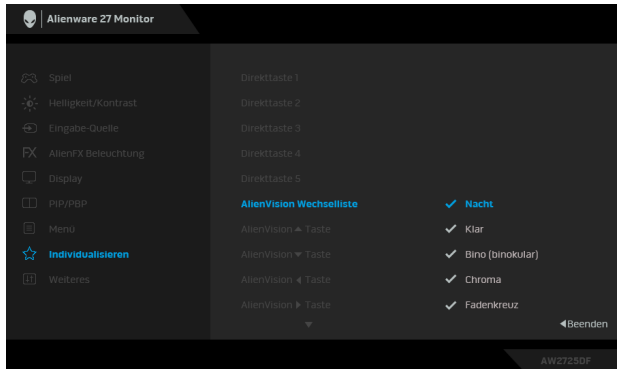 Alienware 27 Monitor
Spiel
Helligkeit/Kontrast
Eingabe-Quelle
FX AlienFX Beleuchtung
Display
PIP/PBP
Menü
Individualisieren
Weiteres
Direkttaste 1
Direkttaste 2
Direkttaste 3
Direkttaste 4
Direkttaste 5
AlienVision Wechselliste
AlienVision ▲ Taste
AlienVision ▼ Taste
AlienVision ◀ Taste
AlienVision ▶ Taste
▼
✓ Nacht
✓ Klar
✓ Bino (binokular)
✓ Chroma
✓ Fadenkreuz
◀Beenden
AW2725DF